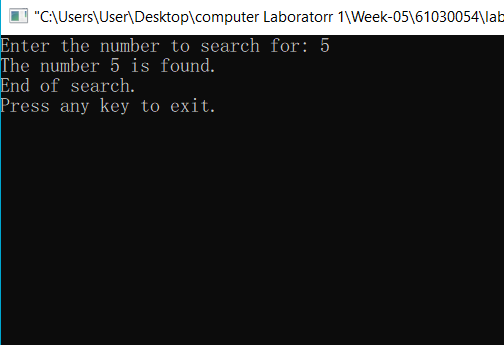 "C:\Users\User\Desktop\computer Laboratorr 1\Week-05\61030054\lab
Enter the number to search for: 5
The number 5 is found.
End of search.
Press any key to exit.